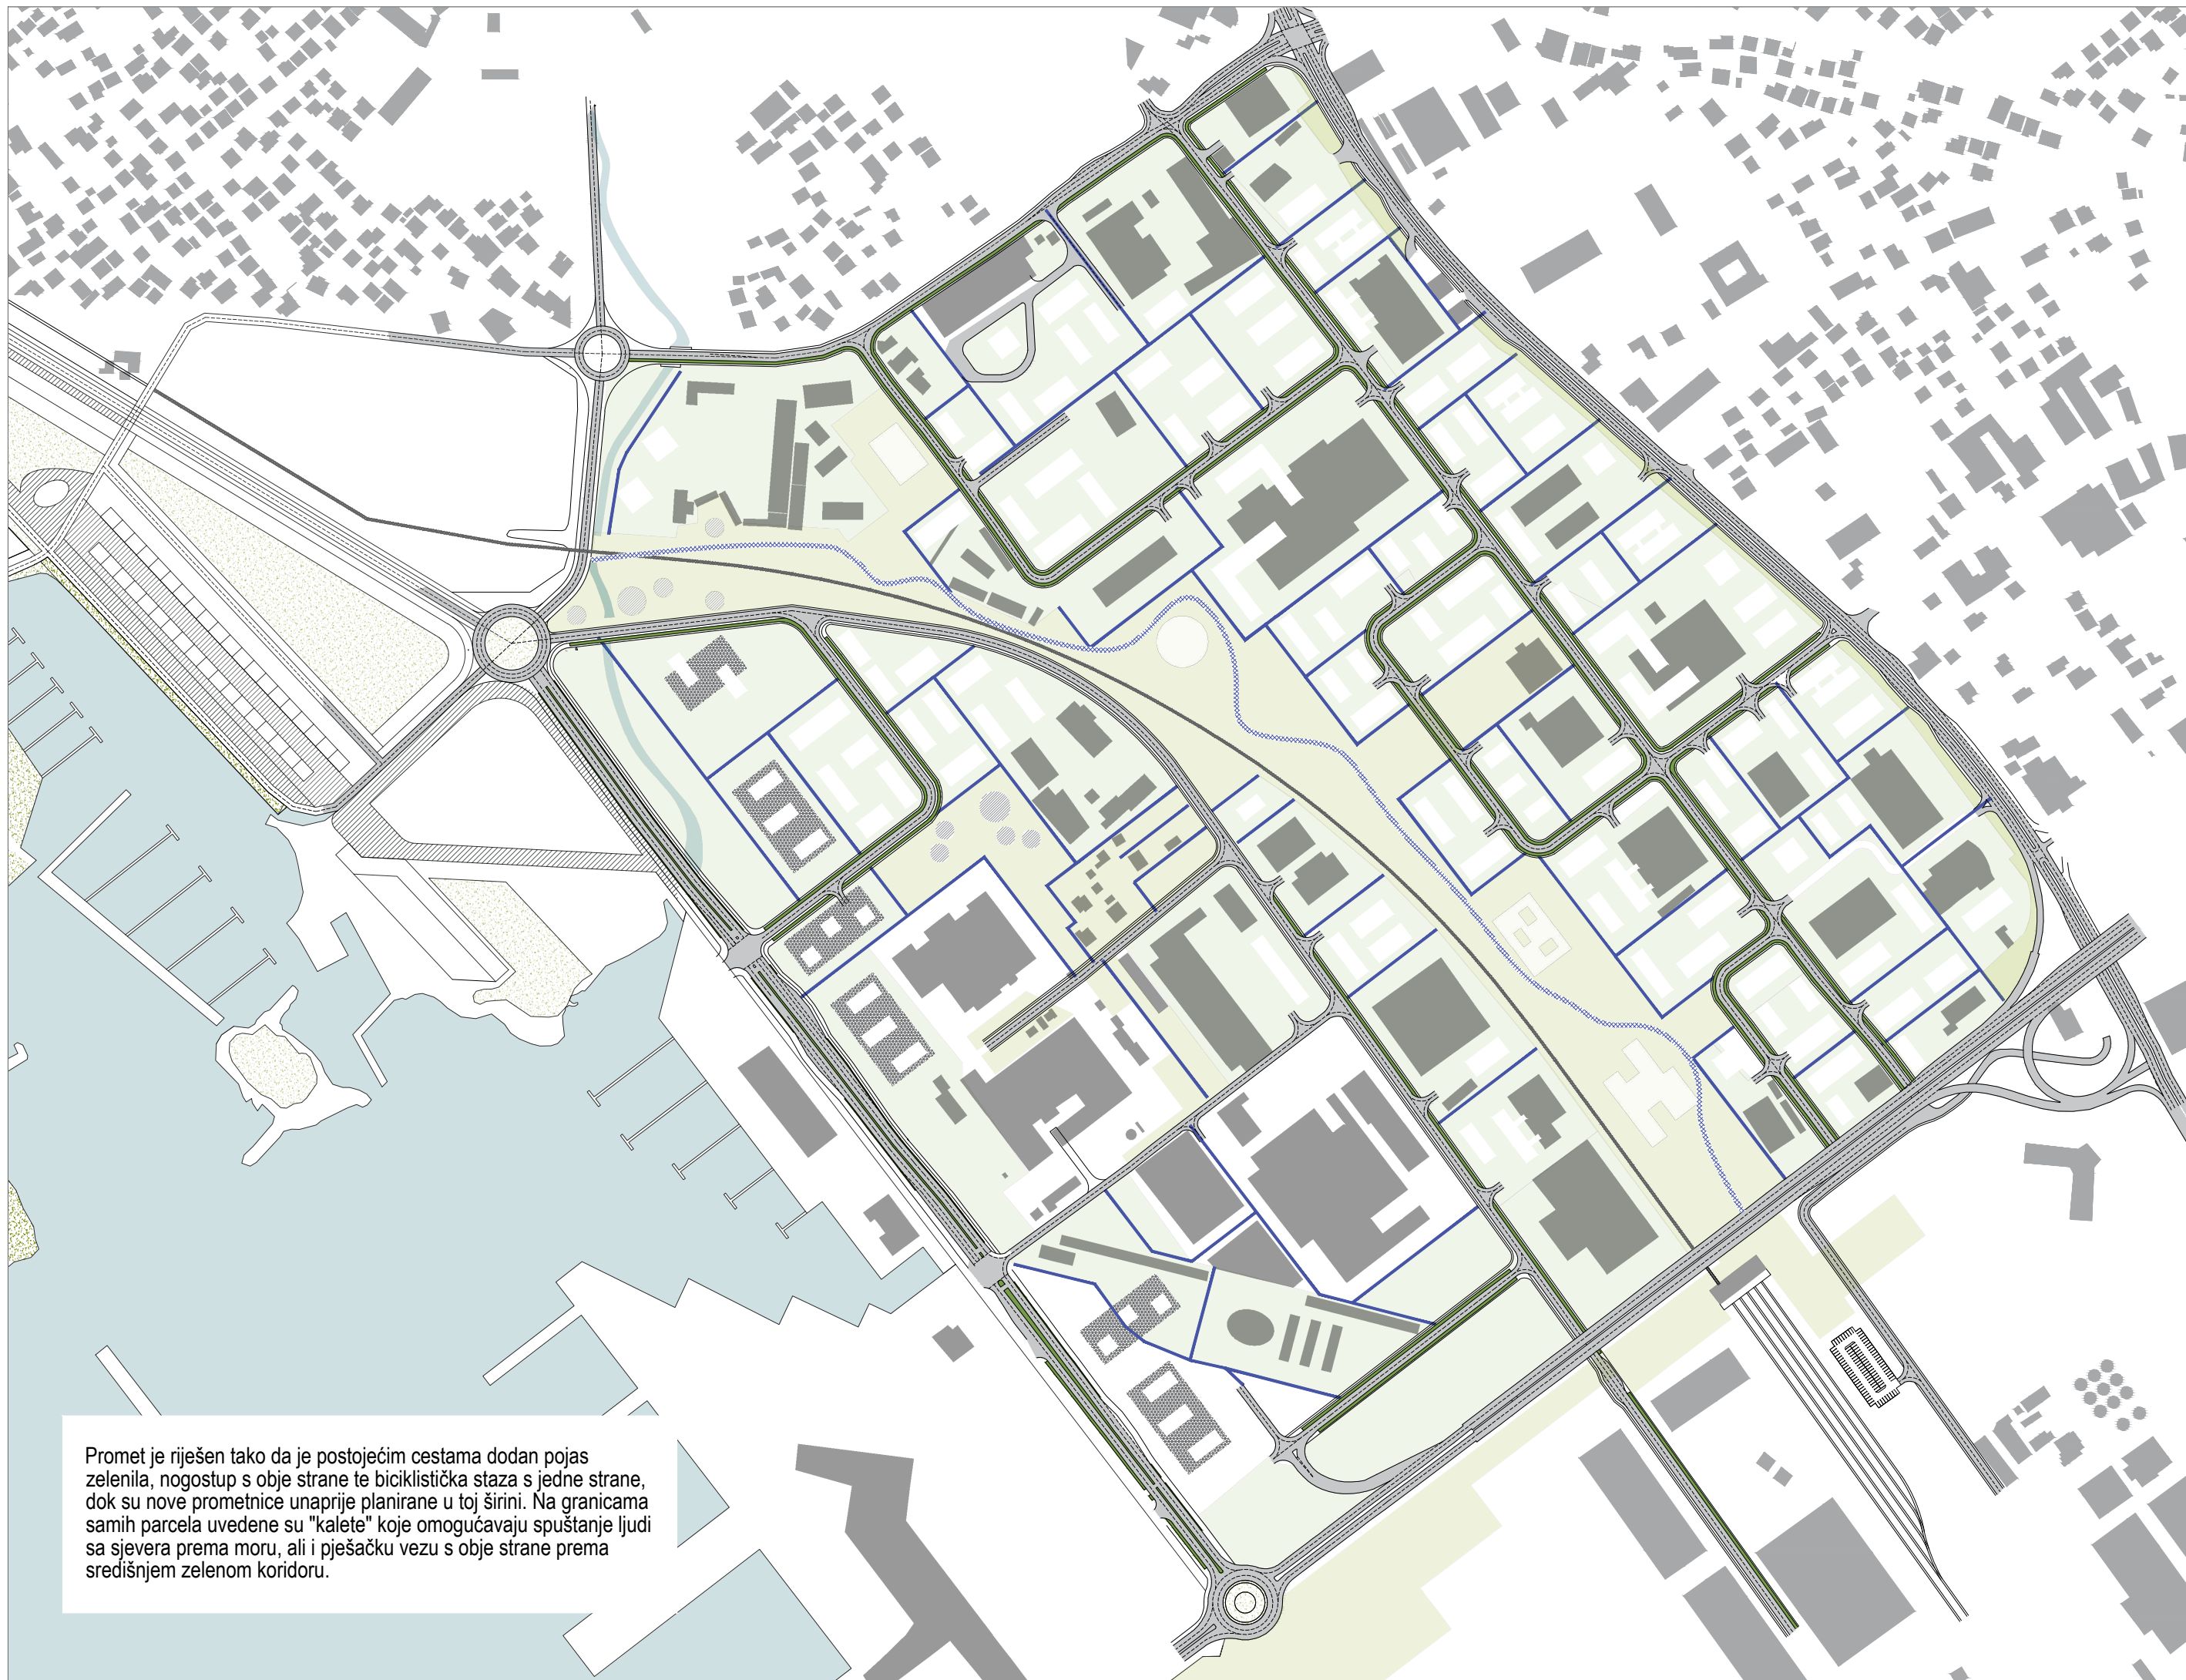 Promet je riješen tako da je postojećim cestama dodan pojas
zelenila, nogostup s obje strane te biciklistička staza s jedne strane,
dok su nove prometnice unaprije planirane u toj širini. Na granicama
samih parcela uvedene su "kalete" koje omogućavaju spuštanje ljudi
sa sjevera prema moru, ali i pješačku vezu s obje strane prema
središnjem zelenom koridoru.